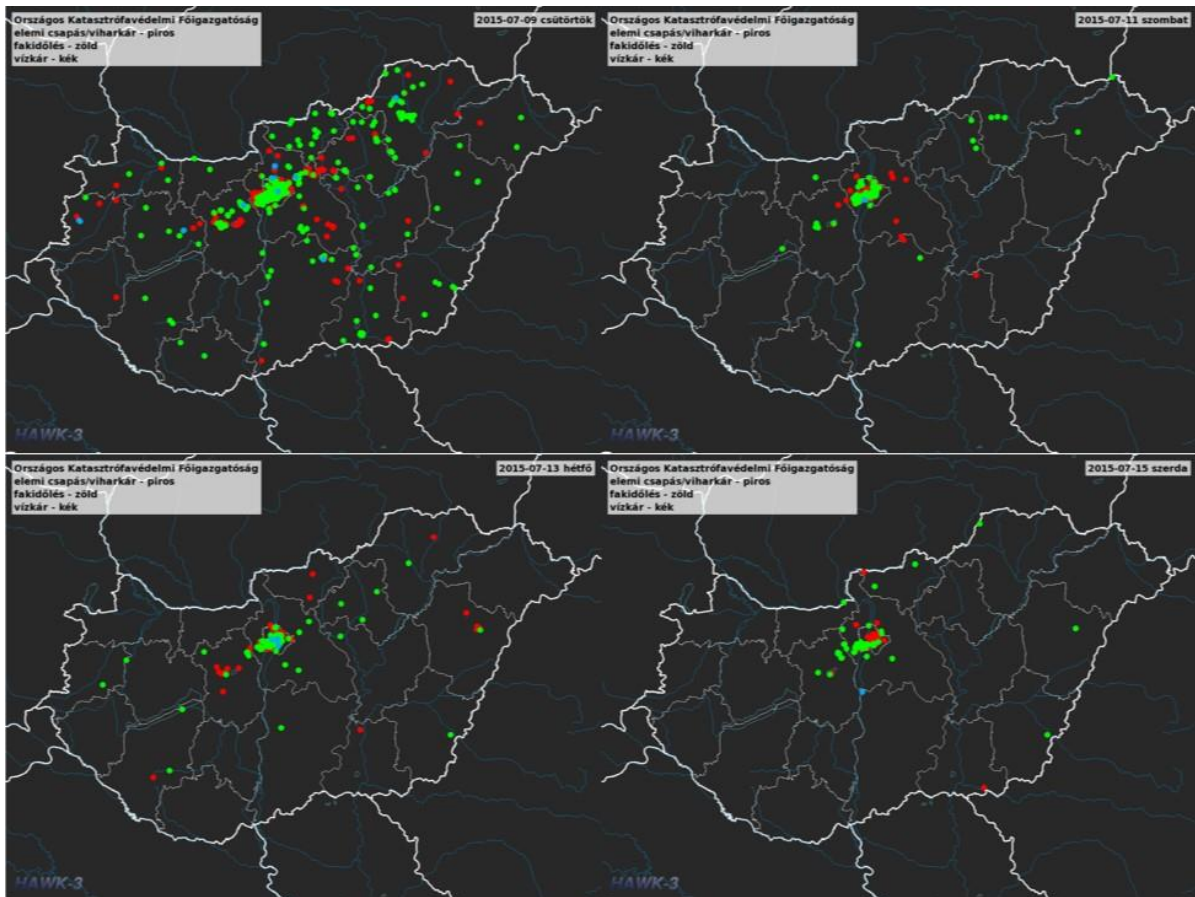 Országos Katasztrófavédelmi Főigazgatóság
elemi csapás/viharkár - piros
fakidőlés - zöld
vízkár - kék
2015-07-09 csütörtök
HAWK-3
Országos Katasztrófavédelmi Főigazgatóság
elemi csapás/viharkár - piros
fakidőlés - zöld
vízkár - kék
2015-07-11 szombat
HAWK-3
Országos Katasztrófavédelmi Főigazgatóság
elemi csapás/viharkár - piros
fakidőlés - zöld
vízkár - kék
2015-07-13 hétfő
HAWK-3
Országos Katasztrófavédelmi Főigazgatóság
elemi csapás/viharkár - piros
fakidőlés - zöld
vízkár - kék
2015-07-15 szerda
HAWK-3